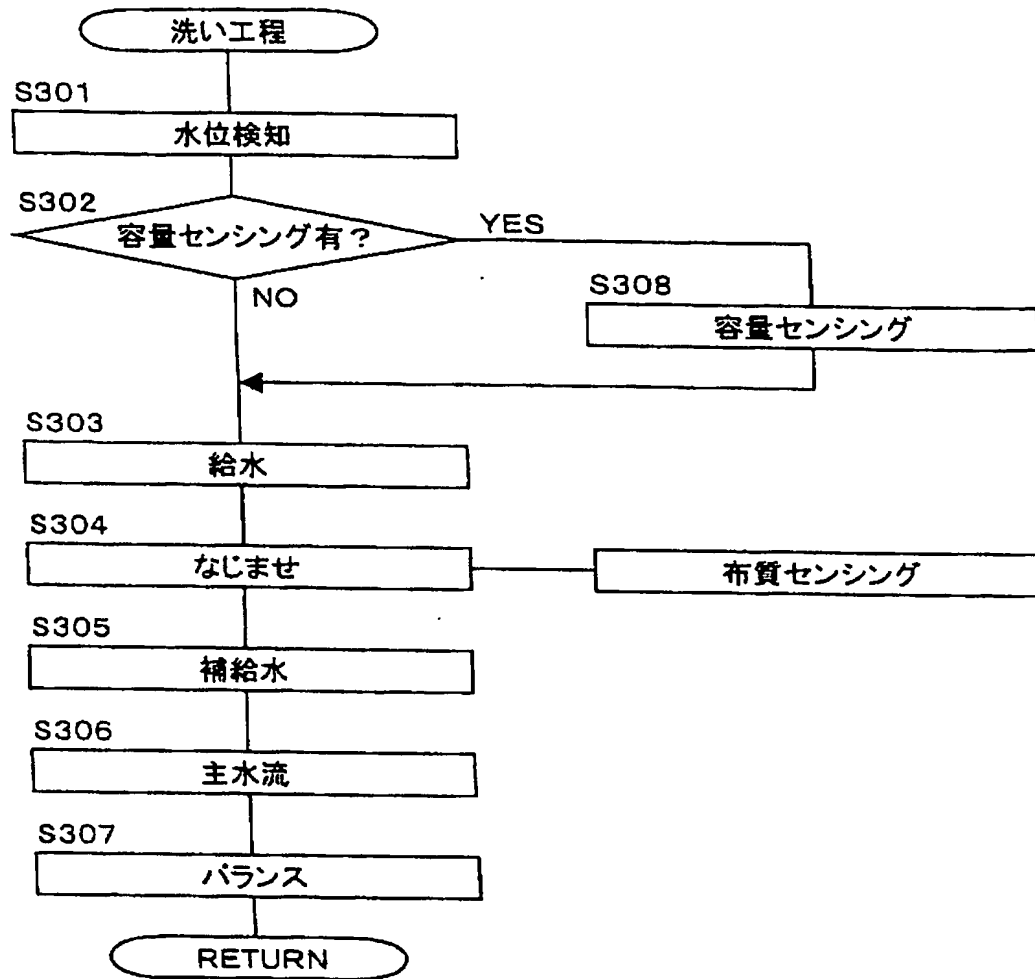 洗い工程
S301
水位検知
S302
容量センシング有？
YES
NO
S308
容量センシング
S303
給水
S304
なじませ
布質センシング
S305
補給水
S306
主水流
S307
バランス
RETURN